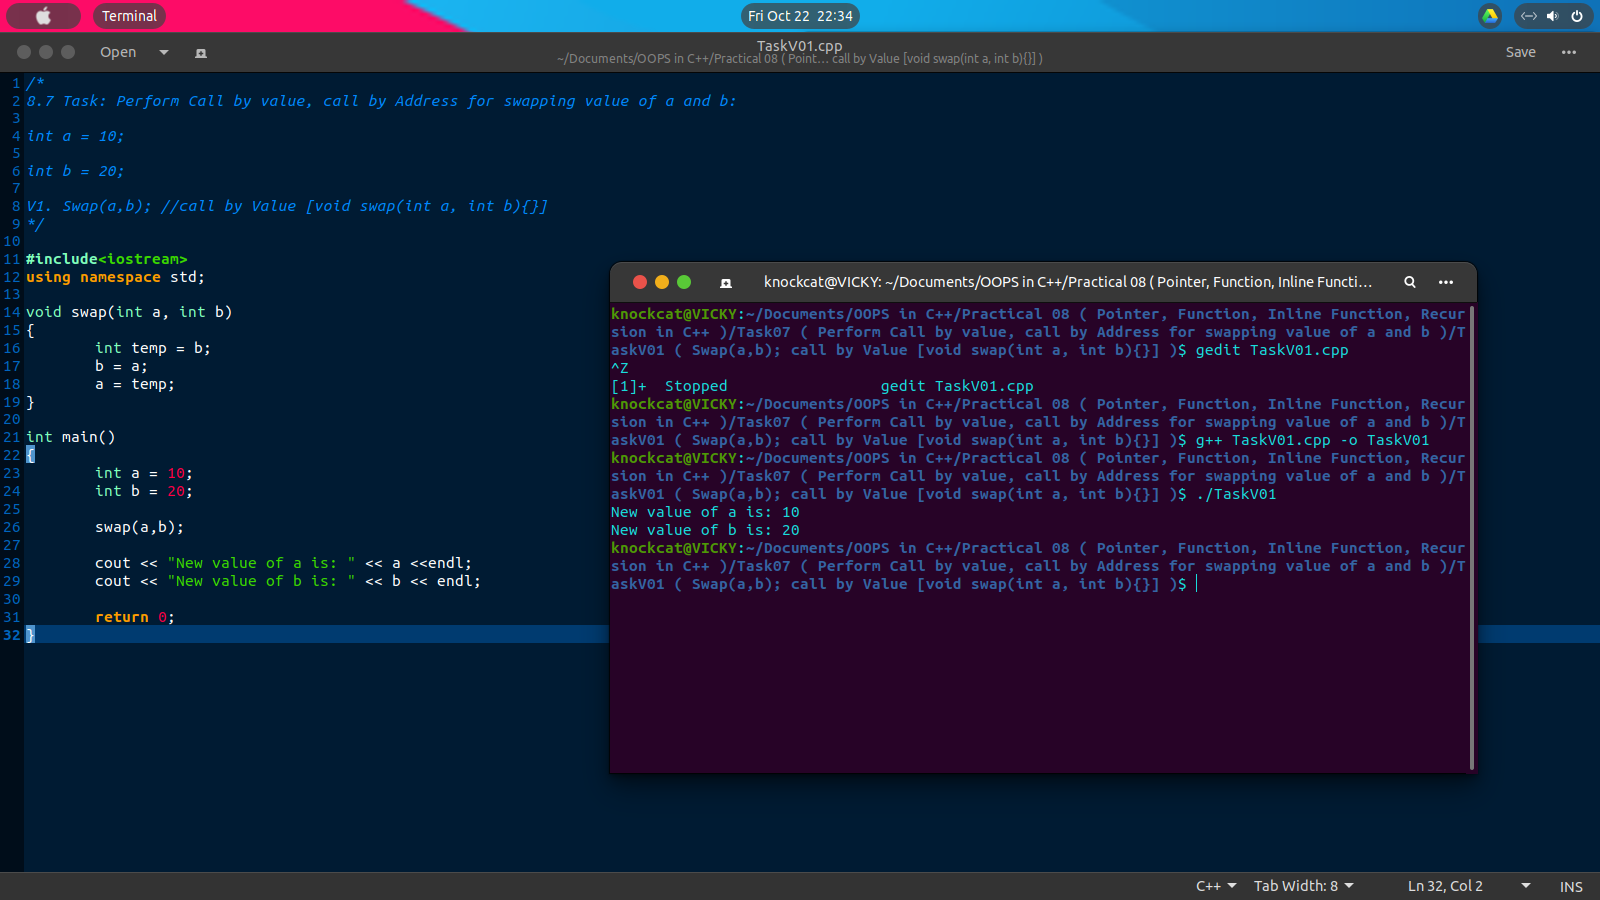 Terminal
Fri Oct 22 22:34
Open
TaskV01.cpp
~/Documents/OOPS in C++/Practical 08 ( Point… call by Value [void swap(int a, int b){}] )
Save
1 /*
2 8.7 Task: Perform Call by value, call by Address for swapping value of a and b:
3
4 int a = 10;
5
6 int b = 20;
7
8 V1. Swap(a,b); //call by Value [void swap(int a, int b){}]
9 */
10
11 #include<iostream>
12 using namespace std;
13
14 void swap(int a, int b)
15 {
16 int temp = b;
17 b = a;
18 a = temp;
19 }
20
21 int main()
22 {
23 int a = 10;
24 int b = 20;
25
26 swap(a,b);
27
28 cout << "New value of a is: " << a <<endl;
29 cout << "New value of b is: " << b << endl;
30
31 return 0;
32 }
knockcat@VICKY: ~/Documents/OOPS in C++/Practical 08 ( Pointer, Function, Inline Functi…
knockcat@VICKY:~/Documents/OOPS in C++/Practical 08 ( Pointer, Function, Inline Function, Recur
sion in C++ )/Task07 ( Perform Call by value, call by Address for swapping value of a and b )/T
askV01 ( Swap(a,b); call by Value [void swap(int a, int b){}] )$ gedit TaskV01.cpp
^Z
[1]+  Stopped                 gedit TaskV01.cpp
knockcat@VICKY:~/Documents/OOPS in C++/Practical 08 ( Pointer, Function, Inline Function, Recur
sion in C++ )/Task07 ( Perform Call by value, call by Address for swapping value of a and b )/T
askV01 ( Swap(a,b); call by Value [void swap(int a, int b){}] )$ g++ TaskV01.cpp -o TaskV01
knockcat@VICKY:~/Documents/OOPS in C++/Practical 08 ( Pointer, Function, Inline Function, Recur
sion in C++ )/Task07 ( Perform Call by value, call by Address for swapping value of a and b )/T
askV01 ( Swap(a,b); call by Value [void swap(int a, int b){}] )$ ./TaskV01
New value of a is: 10
New value of b is: 20
knockcat@VICKY:~/Documents/OOPS in C++/Practical 08 ( Pointer, Function, Inline Function, Recur
sion in C++ )/Task07 ( Perform Call by value, call by Address for swapping value of a and b )/T
askV01 ( Swap(a,b); call by Value [void swap(int a, int b){}] )$
C++
Tab Width: 8
Ln 32, Col 2
INS